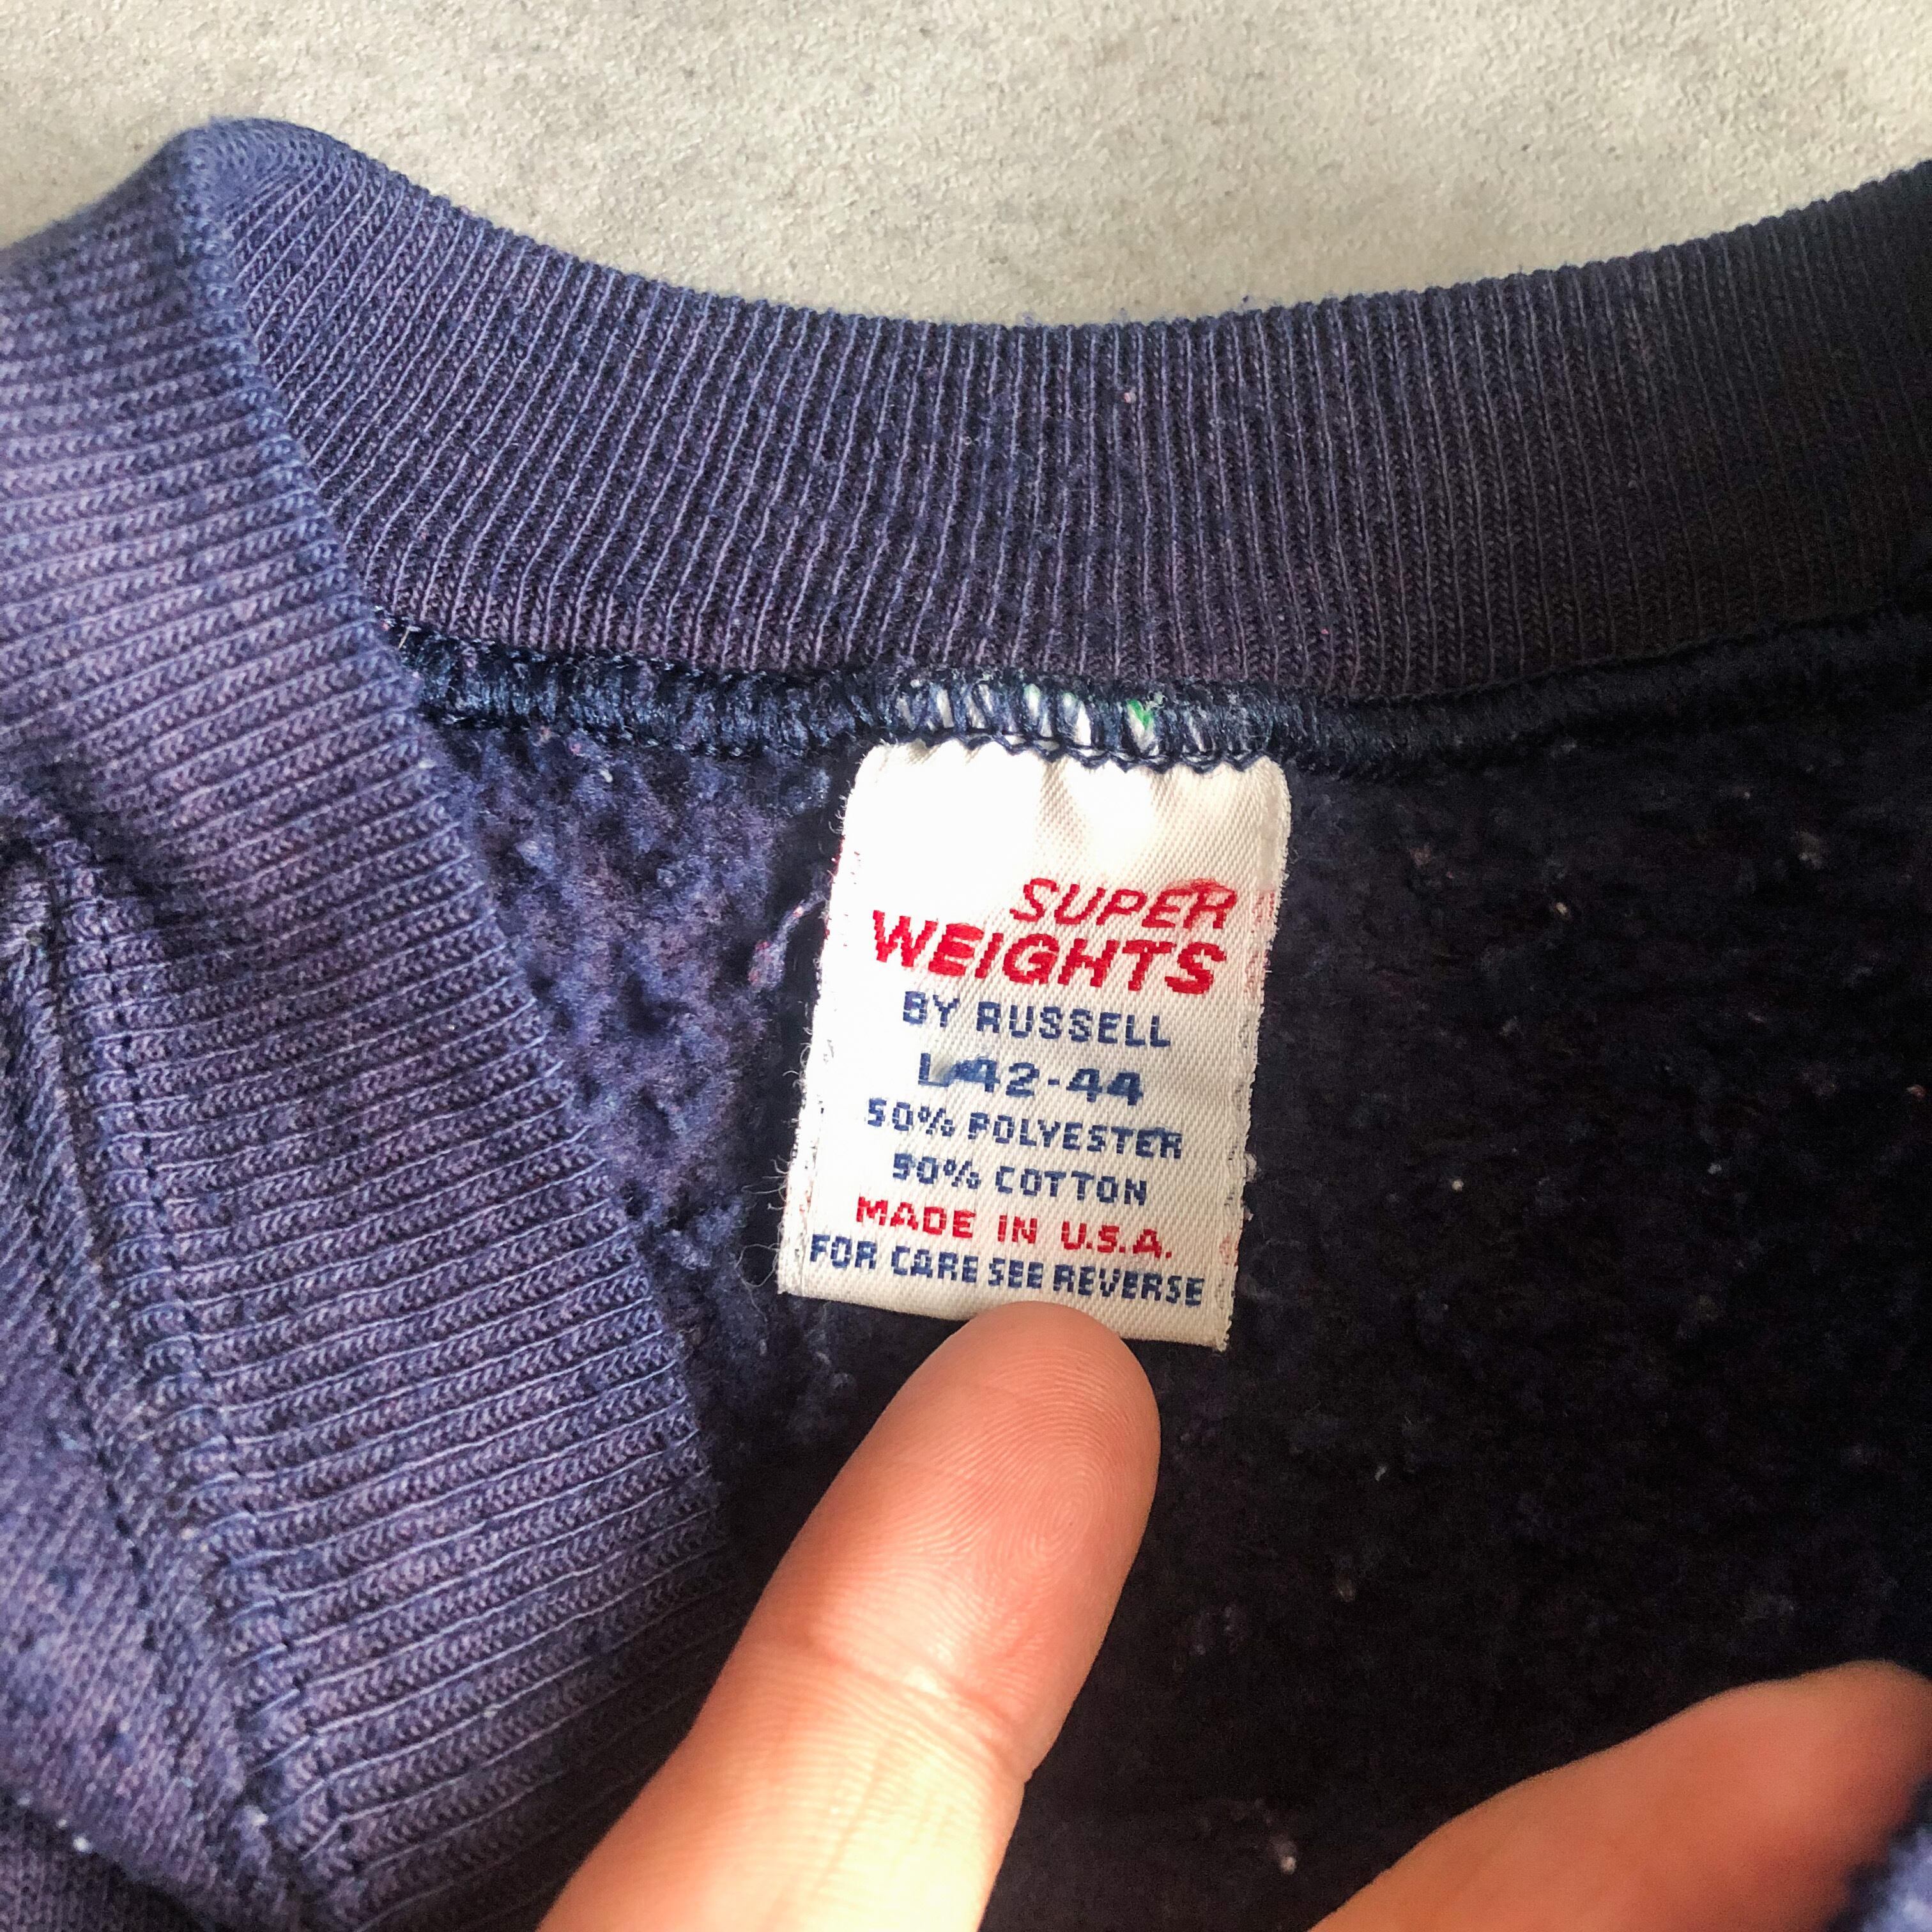 SUPER
WEIGHTS
BY RUSSELL
L-42-44
50% POLYESTER
50% COTTON
MADE IN U.S.A.
FOR CARE SEE REVERSE